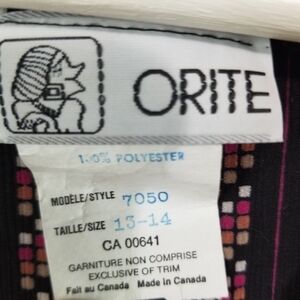 ORITE
100% POLYESTER
MODÈLE/STYLE 7050
TAILLE/SIZE 13-14
CA 00641
GARNITURE NON COMPRISE
EXCLUSIVE OF TRIM
Fait au Canada Made in Canada